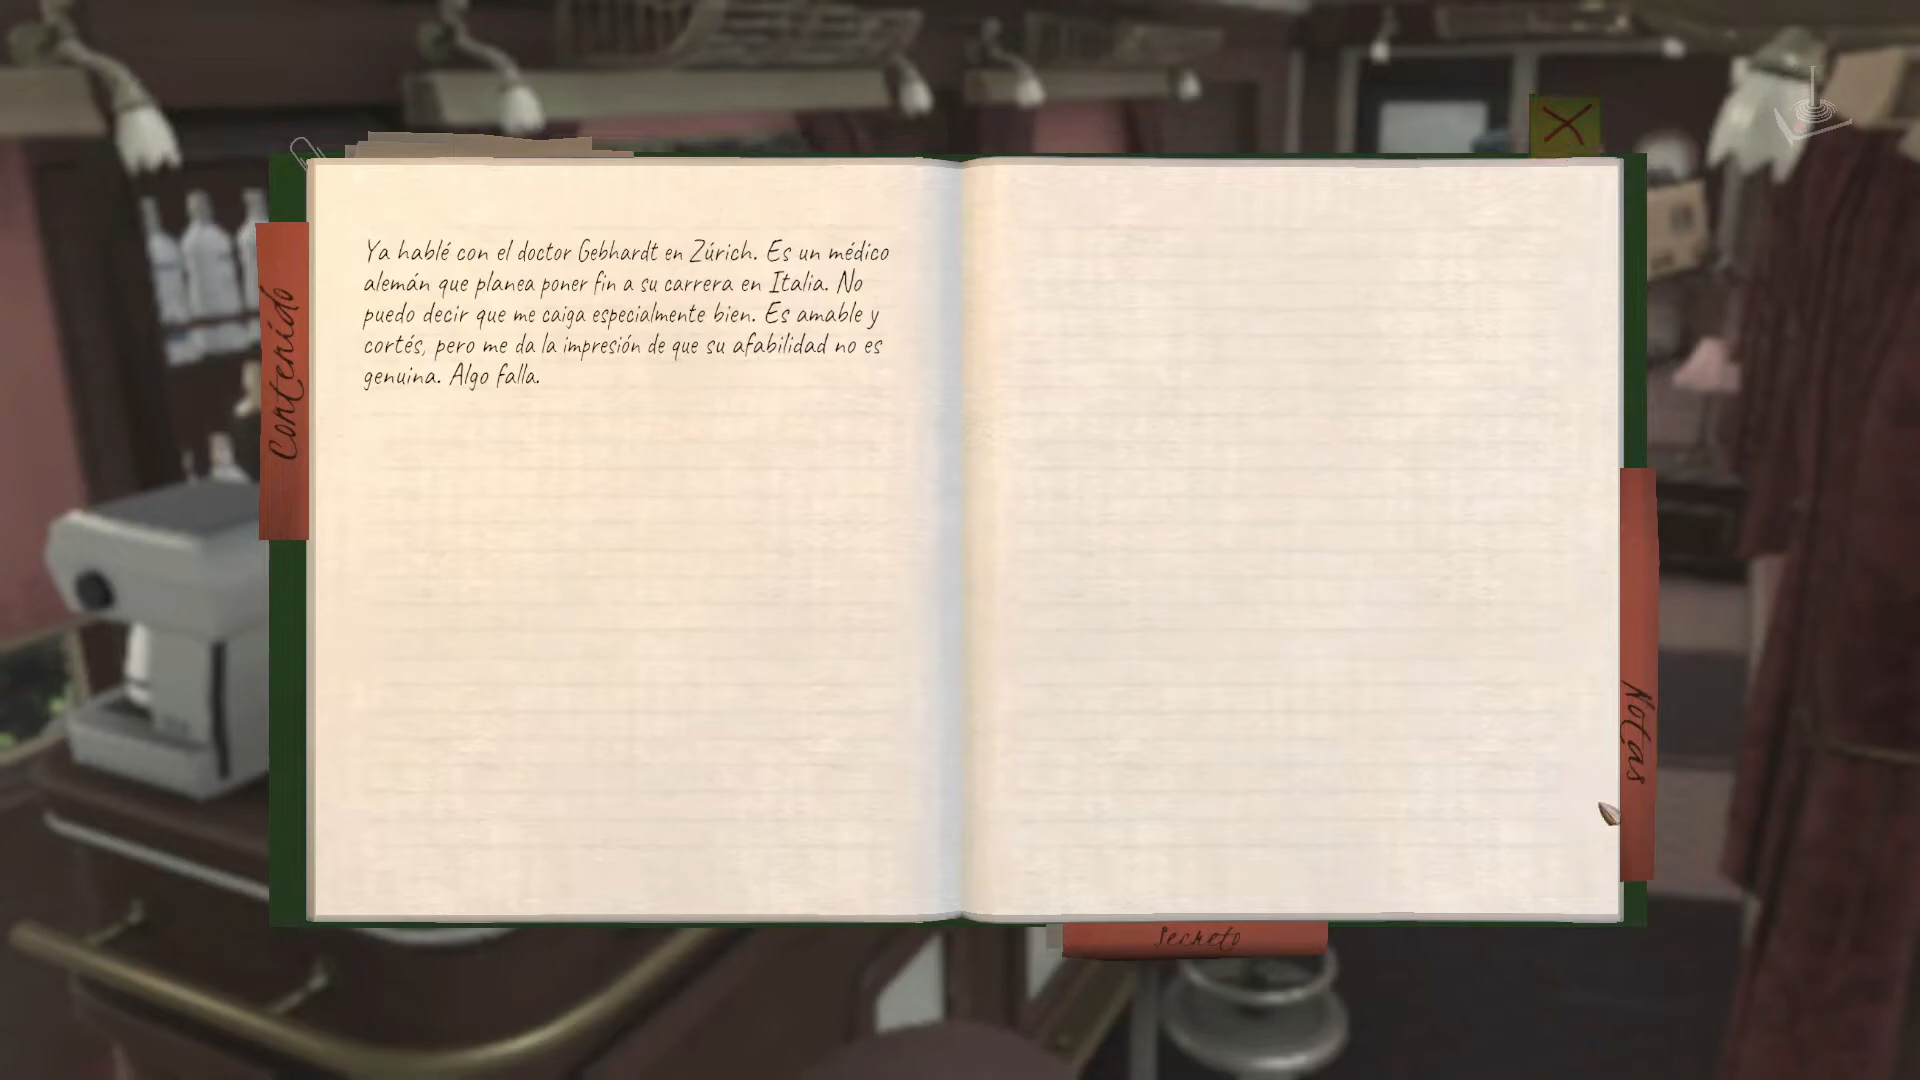 Ya hablé con el doctor Gebhardt en Zúrich. Es un médico
alemán que planea poner fin a su carrera en Italia. No
puedo decir que me caiga especialmente bien. Es amable y
cortés, pero me da la impresión de que su afabilidad no es
genuina. Algo falla.
Contenido
Notas
Secreto